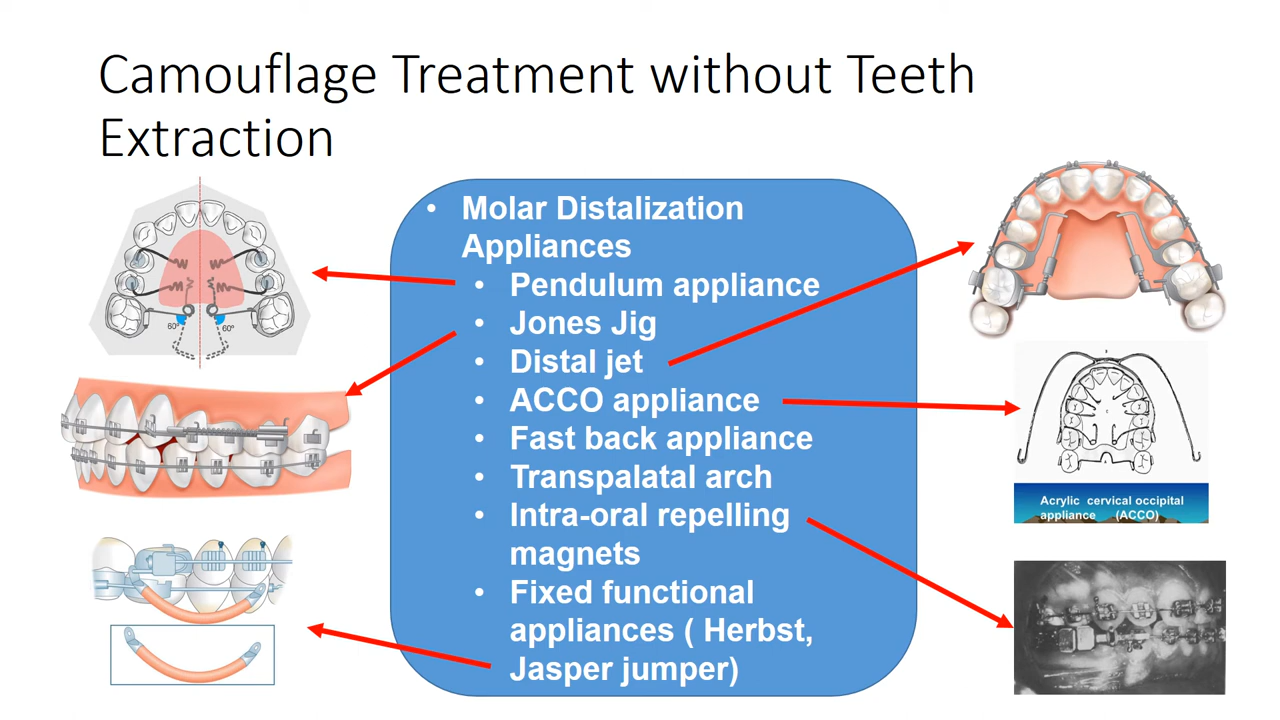 Camouflage Treatment without Teeth
Extraction
• Molar Distalization
Appliances
• Pendulum appliance
• Jones Jig
• Distal jet
• ACCO appliance
• Fast back appliance
• Transpalatal arch
• Intra-oral repelling
magnets
• Fixed functional
appliances ( Herbst,
Jasper jumper)
60° 60°
Acrylic cervical occipital
appliance (ACCO)